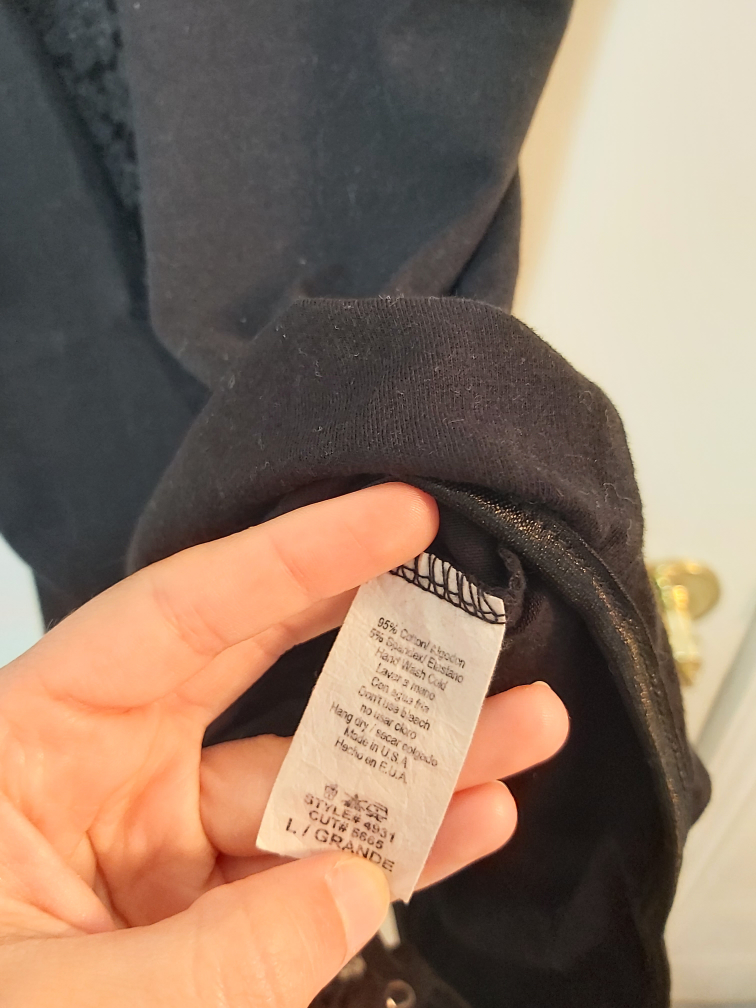 95% Cotton/ Algodon
5% Spandex/ Elastano
Hand Wash Cold
Lavar a mano
Con agua fria
Don't use bleach
no usar cloro
Hang dry / secar colgado
Made in U.S.A
Hecho en E.U.A
STYLE# 4931
CUT# 6665
L / GRANDE